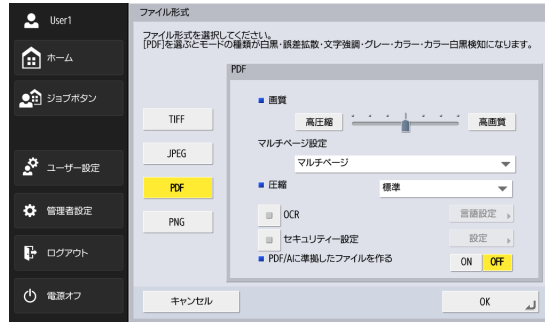 User1
ホーム
ジョブボタン
ユーザー設定
管理者設定
ログアウト
電源オフ
ファイル形式
ファイル形式を選択してください。
[PDF]を選ぶとモードの種類が白黒・誤差拡散・文字強調・グレー・カラー・カラー白黒検知になります。
TIFF
JPEG
PDF
PNG
PDF
画質
高圧縮
高画質
マルチページ設定
マルチページ
圧縮
標準
OCR
言語設定
セキュリティー設定
設定
PDF/Aに準拠したファイルを作る
ON OFF
キャンセル
OK